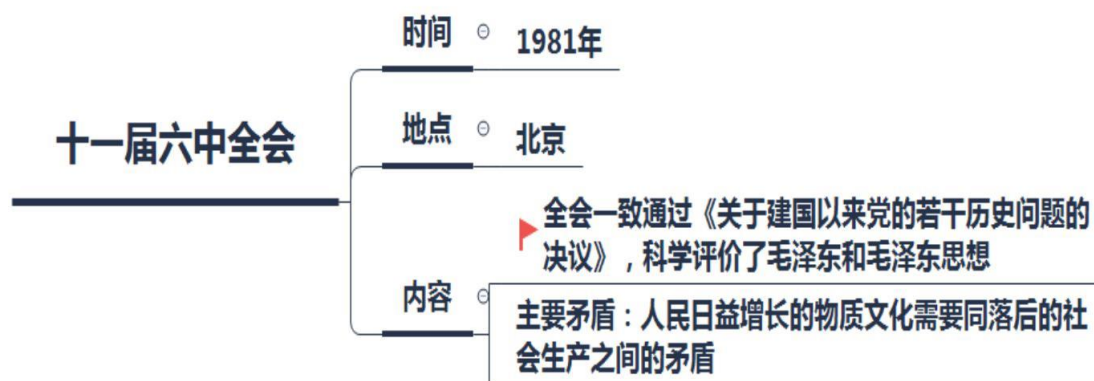 时间
1981年
十一届六中全会
地点
北京
全会一致通过《关于建国以来党的若干历史问题的
决议》，科学评价了毛泽东和毛泽东思想
内容
主要矛盾：人民日益增长的物质文化需要同落后的社
会生产之间的矛盾